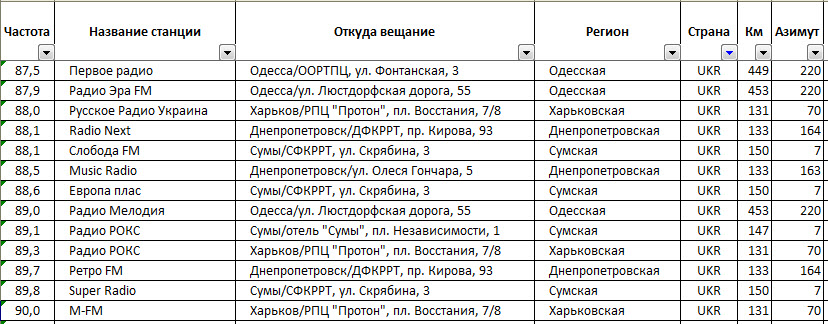 Частота Название станции Откуда вещание Регион Страна Км Азимут
87,5 Первое радио Одесса/ООРТПЦ, ул. Фонтанская, 3 Одесская UKR 449 220
87,9 Радио Эра FM Одесса/ул. Люстдорфская дорога, 55 Одесская UKR 453 220
88,0 Русское Радио Украина Харьков/РПЦ "Протон", пл. Восстания, 7/8 Харьковская UKR 131 70
88,1 Radio Next Днепропетровск/ДФКРРТ, пр. Кирова, 93 Днепропетровская UKR 133 164
88,1 Слобода FM Сумы/СФКРРТ, ул. Скрябина, 3 Сумская UKR 150 7
88,5 Music Radio Днепропетровск/ул. Олеся Гончара, 5 Днепропетровская UKR 133 163
88,6 Европа плас Сумы/СФКРРТ, ул. Скрябина, 3 Сумская UKR 150 7
89,0 Радио Мелодия Одесса/ул. Люстдорфская дорога, 55 Одесская UKR 453 220
89,1 Радио РОКС Сумы/отель "Сумы", пл. Независимости, 1 Сумская UKR 147 7
89,3 Радио РОКС Харьков/РПЦ "Протон", пл. Восстания, 7/8 Харьковская UKR 131 70
89,7 Ретро FM Днепропетровск/ДФКРРТ, пр. Кирова, 93 Днепропетровская UKR 133 164
89,8 Super Radio Сумы/СФКРРТ, ул. Скрябина, 3 Сумская UKR 150 7
90,0 M-FM Харьков/РПЦ "Протон", пл. Восстания, 7/8 Харьковская UKR 131 70